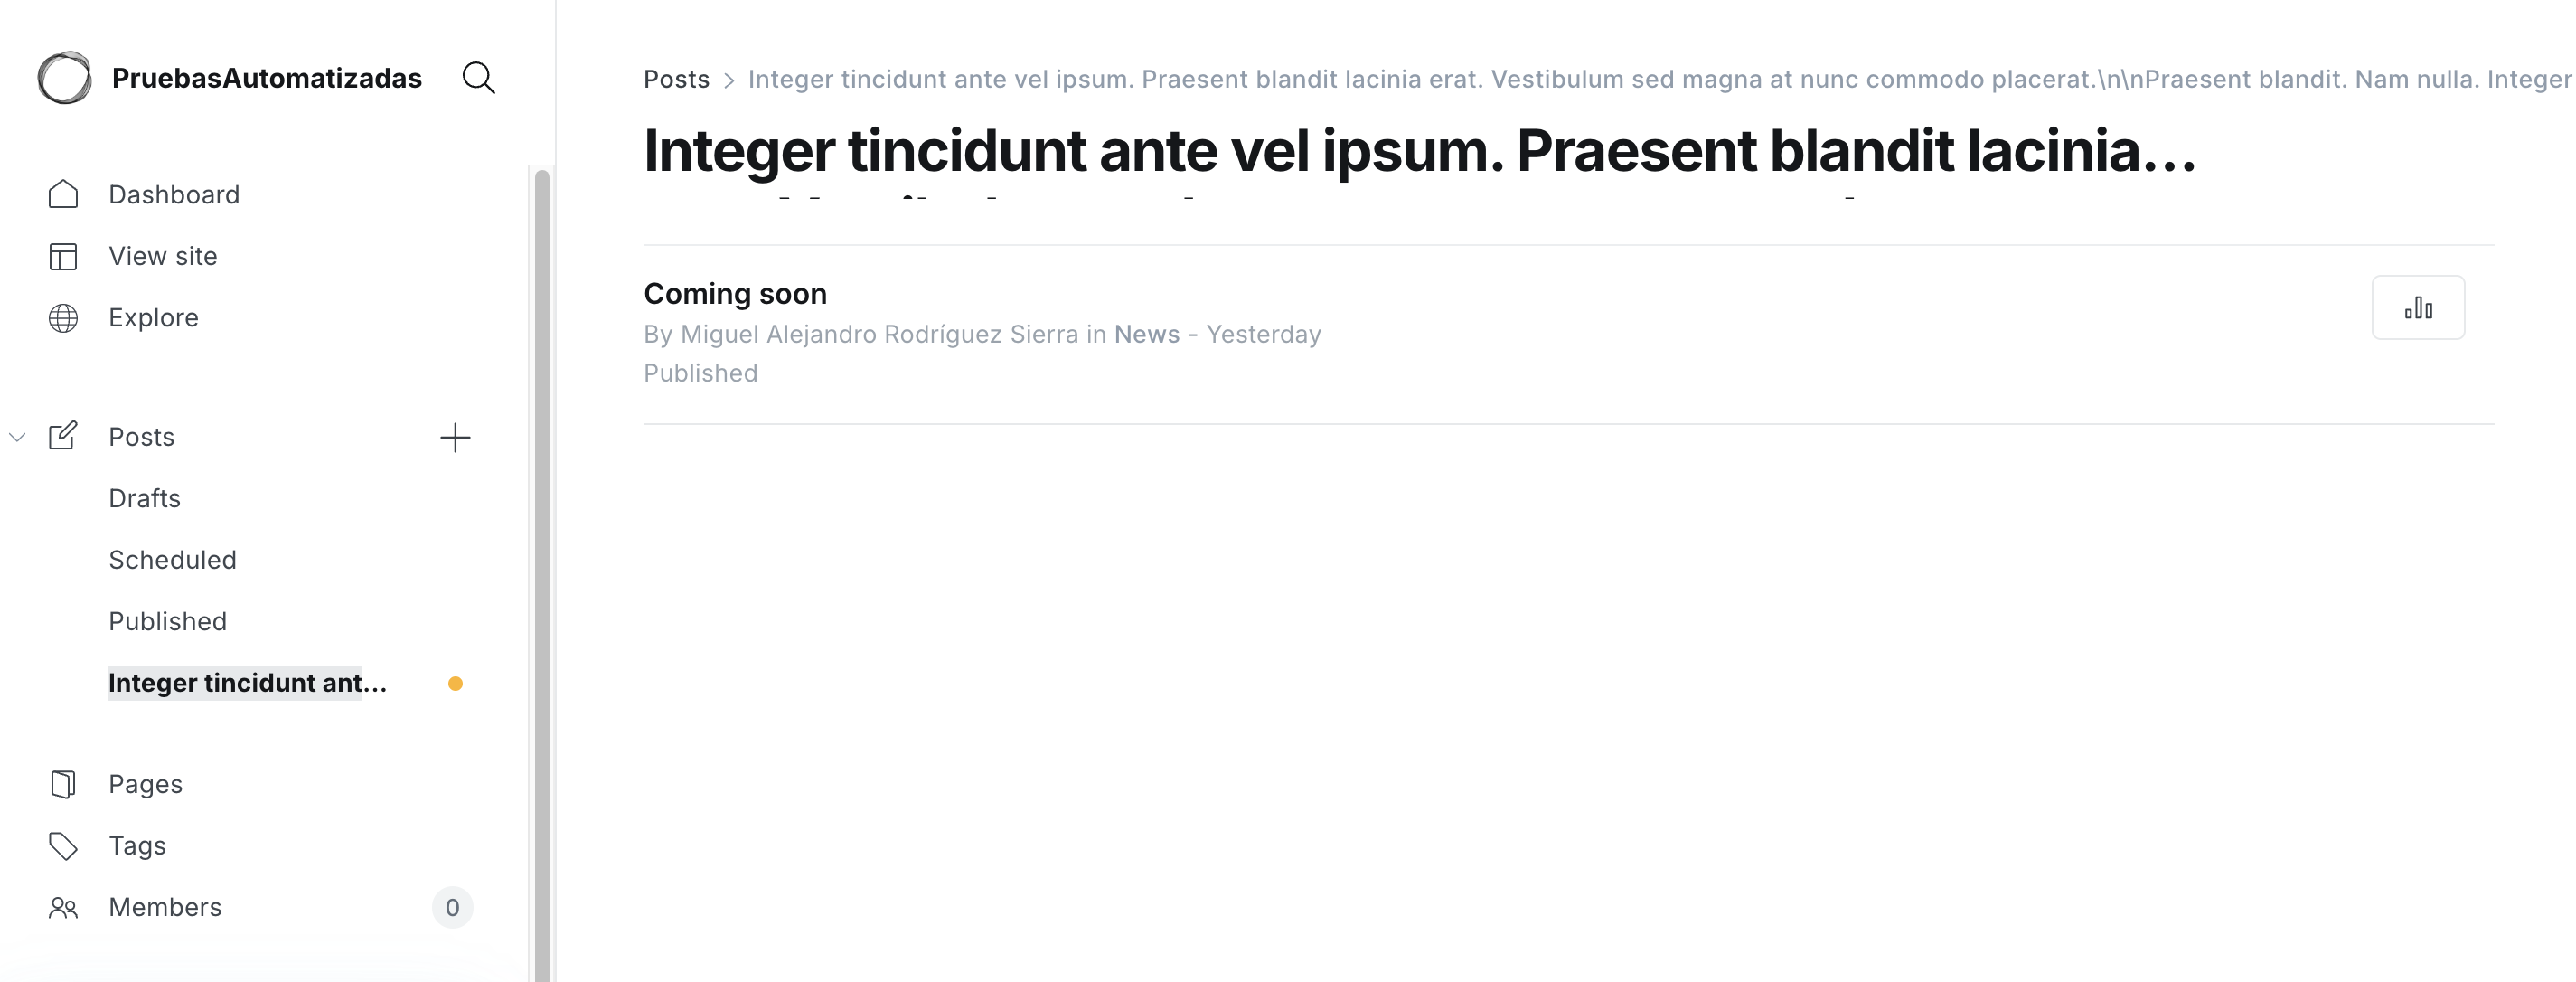 PruebasAutomatizadas
Dashboard
View site
Explore
Posts
Drafts
Scheduled
Published
Integer tincidunt ant...
Pages
Tags
Members 0
Posts > Integer tincidunt ante vel ipsum. Praesent blandit lacinia erat. Vestibulum sed magna at nunc commodo placerat.\n\nPraesent blandit. Nam nulla. Integer
Integer tincidunt ante vel ipsum. Praesent blandit lacinia...
Coming soon
By Miguel Alejandro Rodríguez Sierra in News - Yesterday
Published